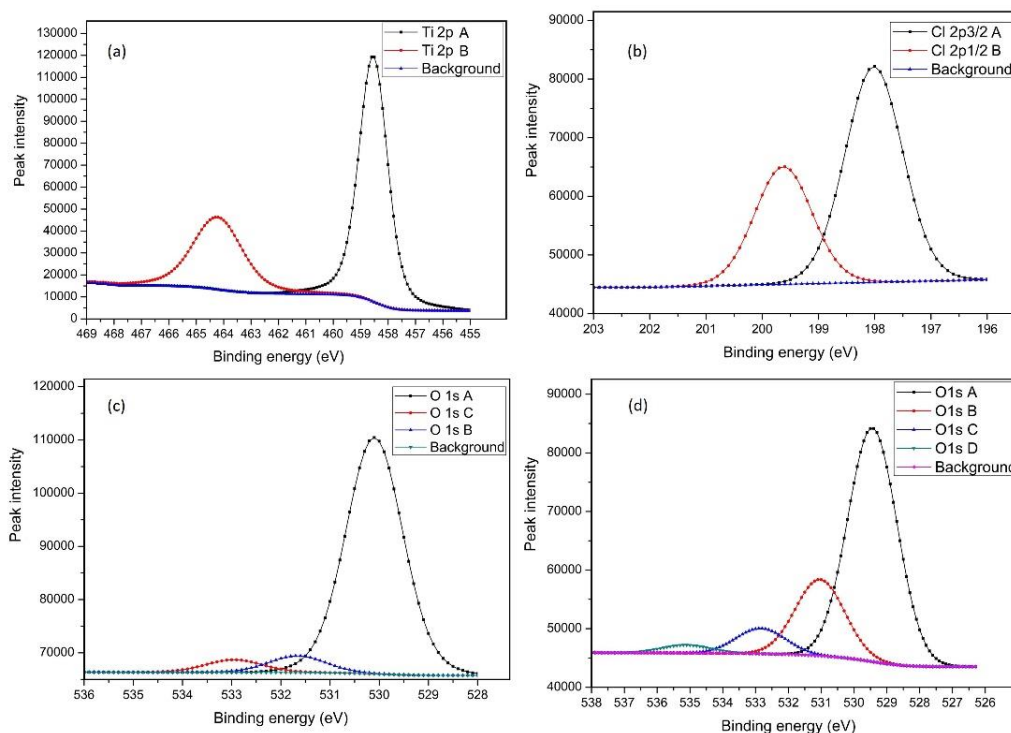 (a)
Ti 2p A
Ti 2p B
Background
Peak intensity
130000
120000
110000
100000
90000
80000
70000
60000
50000
40000
30000
20000
10000
0
469 468 467 466 465 464 463 462 461 460 459 458 457 456 455
Binding energy (eV)
(b)
Cl 2p3/2 A
Cl 2p1/2 B
Background
Peak intensity
90000
80000
70000
60000
50000
40000
203 202 201 200 199 198 197 196
Binding energy (eV)
(c)
O 1s A
O 1s C
O 1s B
Background
Peak intensity
120000
110000
100000
90000
80000
70000
536 535 534 533 532 531 530 529 528
Binding energy (eV)
(d)
O1s A
O1s B
O1s C
O1s D
Background
Peak intensity
90000
80000
70000
60000
50000
40000
538 537 536 535 534 533 532 531 530 529 528 527 526
Binding energy (eV)